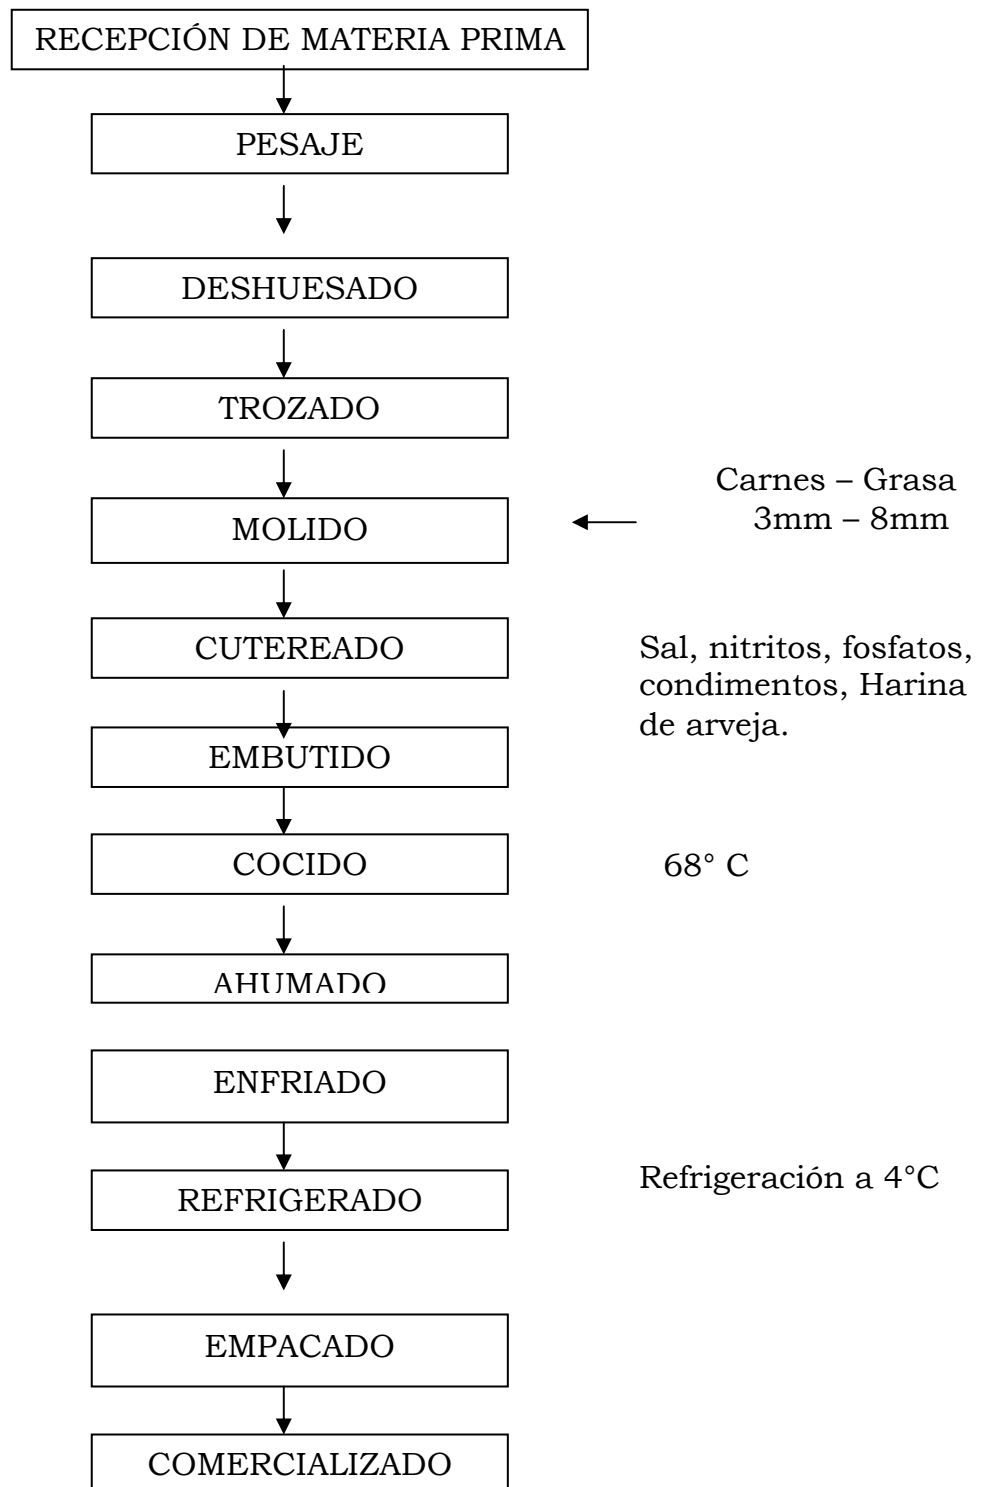 RECEPCIÓN DE MATERIA PRIMA
PESAJE
DESHUESADO
TROZADO
Carnes – Grasa
3mm – 8mm
MOLIDO
CUTEREADO
Sal, nitritos, fosfatos,
condimentos, Harina
de arveja.
EMBUTIDO
COCIDO
68° C
AHUMADO
ENFRIADO
REFRIGERADO
Refrigeración a 4°C
EMPACADO
COMERCIALIZADO